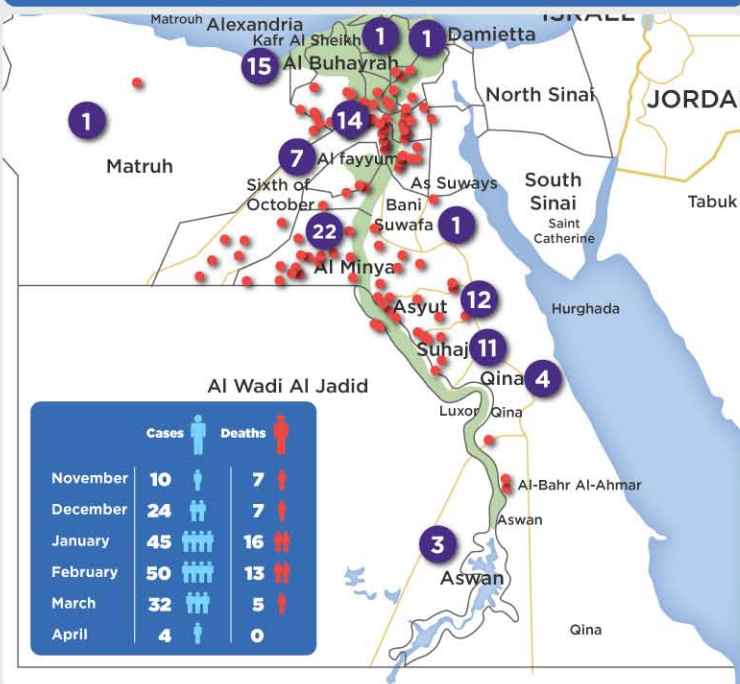 ISRAEL
Matrouh
Alexandria
Kafr Al Sheikh
1
1
Damietta
15
Al Buhayrah
North Sinai
JORDA
1
14
Matruh
7
Al fayyum
Sixth of
October
As Suways
South
Sinai
Tabuk
Bani
Suwafa
1
Saint
Catherine
22
Al Minya
Asyut
12
Hurghada
Suhaj
11
Qina
4
Al Wadi Al Jadid
Luxor
Qina
Cases Deaths
November 10 7
December 24 7
January 45 16
February 50 13
March 32 5
April 4 0
Al-Bahr Al-Ahmar
Aswan
3
Aswan
Qina